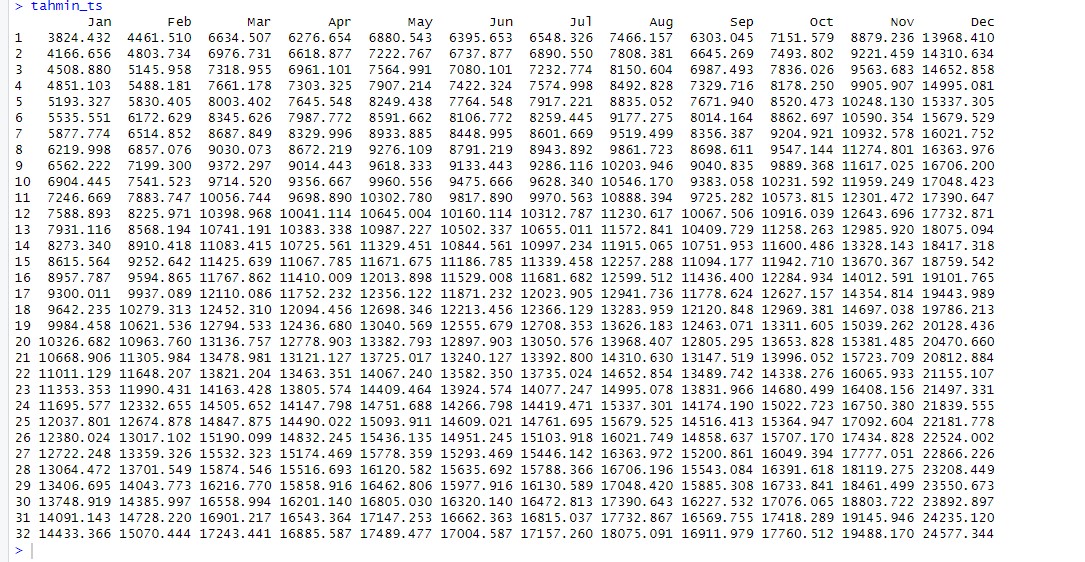 > tahmin_ts
Jan Feb Mar Apr May Jun Jul Aug Sep Oct Nov Dec
1 3824.432 4461.510 6634.507 6276.654 6880.543 6395.653 6548.326 7466.157 6303.045 7151.579 8879.236 13968.410
2 4166.656 4803.734 6976.731 6618.877 7222.767 6737.877 6890.550 7808.381 6645.269 7493.802 9221.459 14310.634
3 4508.880 5145.958 7318.955 6961.101 7564.991 7080.101 7232.774 8150.604 6987.493 7836.026 9563.683 14652.858
4 4851.103 5488.181 7661.178 7303.325 7907.214 7422.324 7574.998 8492.828 7329.716 8178.250 9905.907 14995.081
5 5193.327 5830.405 8003.402 7645.548 8249.438 7764.548 7917.221 8835.052 7671.940 8520.473 10248.130 15337.305
6 5535.551 6172.629 8345.626 7987.772 8591.662 8106.772 8259.445 9177.275 8014.164 8862.697 10590.354 15679.529
7 5877.774 6514.852 8687.849 8329.996 8933.885 8448.995 8601.669 9519.499 8356.387 9204.921 10932.578 16021.752
8 6219.998 6857.076 9030.073 8672.219 9276.109 8791.219 8943.892 9861.723 8698.611 9547.144 11274.801 16363.976
9 6562.222 7199.300 9372.297 9014.443 9618.333 9133.443 9286.116 10203.946 9040.835 9889.368 11617.025 16706.200
10 6904.445 7541.523 9714.520 9356.667 9960.556 9475.666 9628.340 10546.170 9383.058 10231.592 11959.249 17048.423
11 7246.669 7883.747 10056.744 9698.890 10302.780 9817.890 9970.563 10888.394 9725.282 10573.815 12301.472 17390.647
12 7588.893 8225.971 10398.968 10041.114 10645.004 10160.114 10312.787 11230.617 10067.506 10916.039 12643.696 17732.871
13 7931.116 8568.194 10741.191 10383.338 10987.227 10502.337 10655.011 11572.841 10409.729 11258.263 12985.920 18075.094
14 8273.340 8910.418 11083.415 10725.561 11329.451 10844.561 10997.234 11915.065 10751.953 11600.486 13328.143 18417.318
15 8615.564 9252.642 11425.639 11067.785 11671.675 11186.785 11339.458 12257.288 11094.177 11942.710 13670.367 18759.542
16 8957.787 9594.865 11767.862 11410.009 12013.898 11529.008 11681.682 12599.512 11436.400 12284.934 14012.591 19101.765
17 9300.011 9937.089 12110.086 11752.232 12356.122 11871.232 12023.905 12941.736 11778.624 12627.157 14354.814 19443.989
18 9642.235 10279.313 12452.310 12094.456 12698.346 12213.456 12366.129 13283.959 12120.848 12969.381 14697.038 19786.213
19 9984.458 10621.536 12794.533 12436.680 13040.569 12555.679 12708.353 13626.183 12463.071 13311.605 15039.262 20128.436
20 10326.682 10963.760 13136.757 12778.903 13382.793 12897.903 13050.576 13968.407 12805.295 13653.828 15381.485 20470.660
21 10668.906 11305.984 13478.981 13121.127 13725.017 13240.127 13392.800 14310.630 13147.519 13996.052 15723.709 20812.884
22 11011.129 11648.207 13821.204 13463.351 14067.240 13582.350 13735.024 14652.854 13489.742 14338.276 16065.933 21155.107
23 11353.353 11990.431 14163.428 13805.574 14409.464 13924.574 14077.247 14995.078 13831.966 14680.499 16408.156 21497.331
24 11695.577 12332.655 14505.652 14147.798 14751.688 14266.798 14419.471 15337.301 14174.190 15022.723 16750.380 21839.555
25 12037.801 12674.878 14847.875 14490.022 15093.911 14609.021 14761.695 15679.525 14516.413 15364.947 17092.604 22181.778
26 12380.024 13017.102 15190.099 14832.245 15436.135 14951.245 15103.918 16021.749 14858.637 15707.170 17434.828 22524.002
27 12722.248 13359.326 15532.323 15174.469 15778.359 15293.469 15446.142 16363.972 15200.861 16049.394 17777.051 22866.226
28 13064.472 13701.549 15874.546 15516.693 16120.582 15635.692 15788.366 16706.196 15543.084 16391.618 18119.275 23208.449
29 13406.695 14043.773 16216.770 15858.916 16462.806 15977.916 16130.589 17048.420 15885.308 16733.841 18461.499 23550.673
30 13748.919 14385.997 16558.994 16201.140 16805.030 16320.140 16472.813 17390.643 16227.532 17076.065 18803.722 23892.897
31 14091.143 14728.220 16901.217 16543.364 17147.253 16662.363 16815.037 17732.867 16569.755 17418.289 19145.946 24235.120
32 14433.366 15070.444 17243.441 16885.587 17489.477 17004.587 17157.260 18075.091 16911.979 17760.512 19488.170 24577.344
>